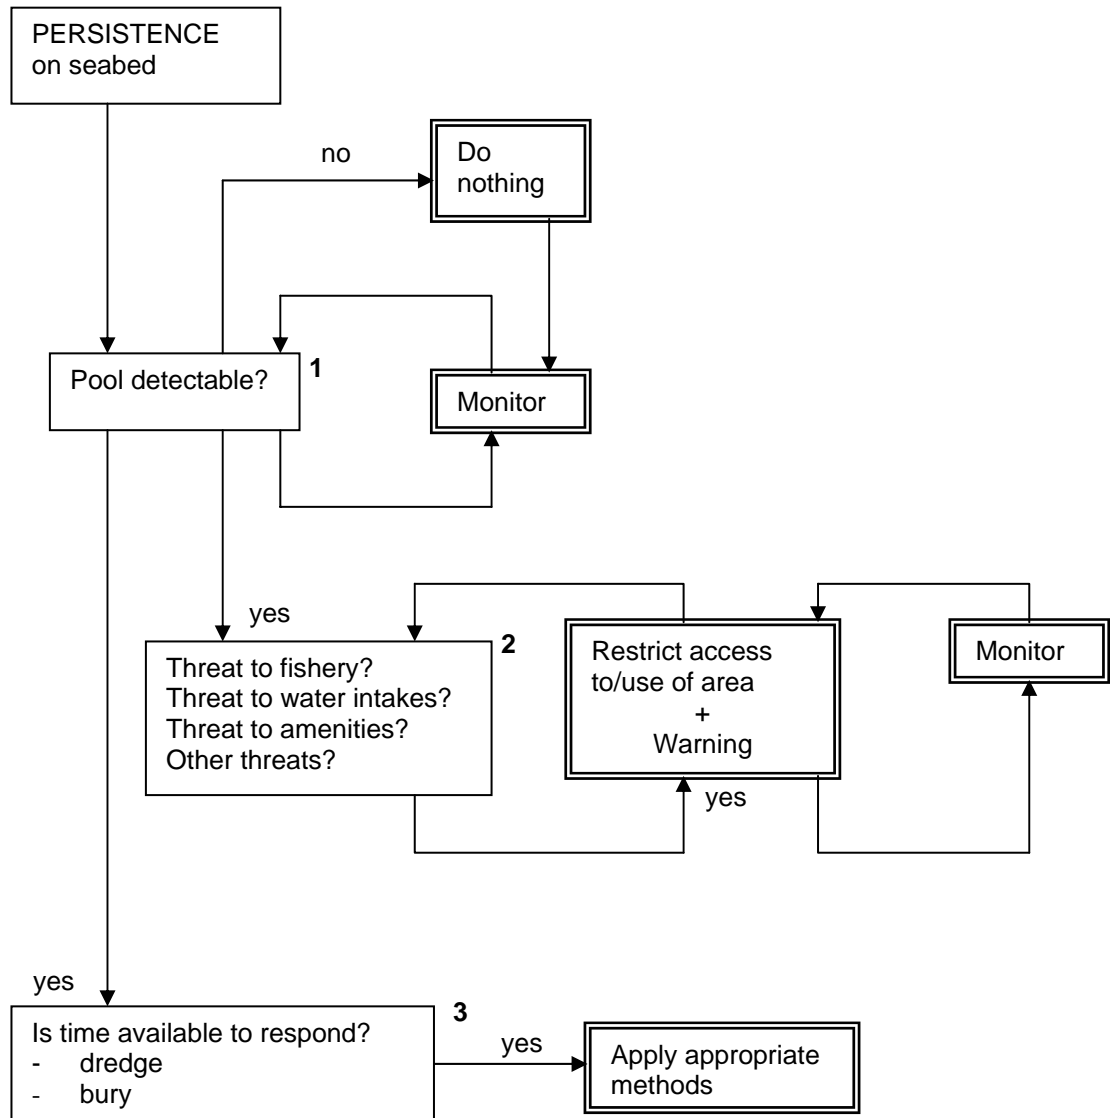 PERSISTENCE
on seabed
no
Do
nothing
Pool detectable?
1
Monitor
yes
2
Threat to fishery?
Threat to water intakes?
Threat to amenities?
Other threats?
Restrict access
to/use of area
+
Warning
yes
Monitor
yes
3
Is time available to respond?
- dredge
- bury
yes
Apply appropriate
methods